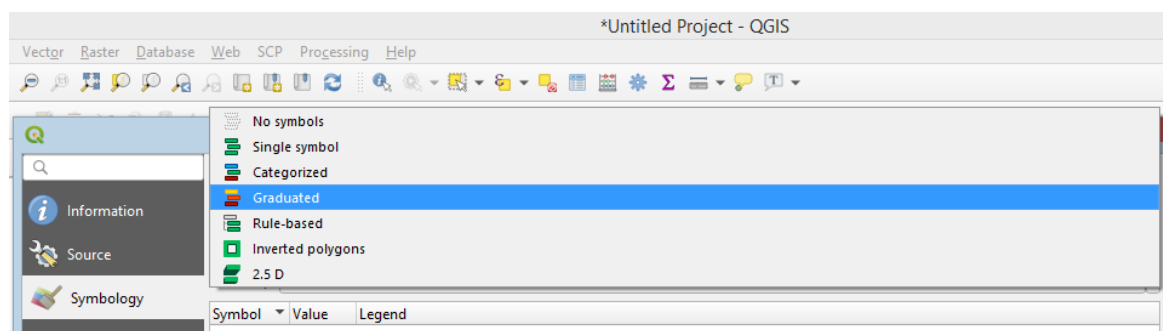 *Untitled Project - QGIS
Vector Raster Database Web SCP Processing Help
No symbols
Single symbol
Categorized
Graduated
Rule-based
Inverted polygons
2.5 D
Information
Source
Symbology
Symbol Value Legend